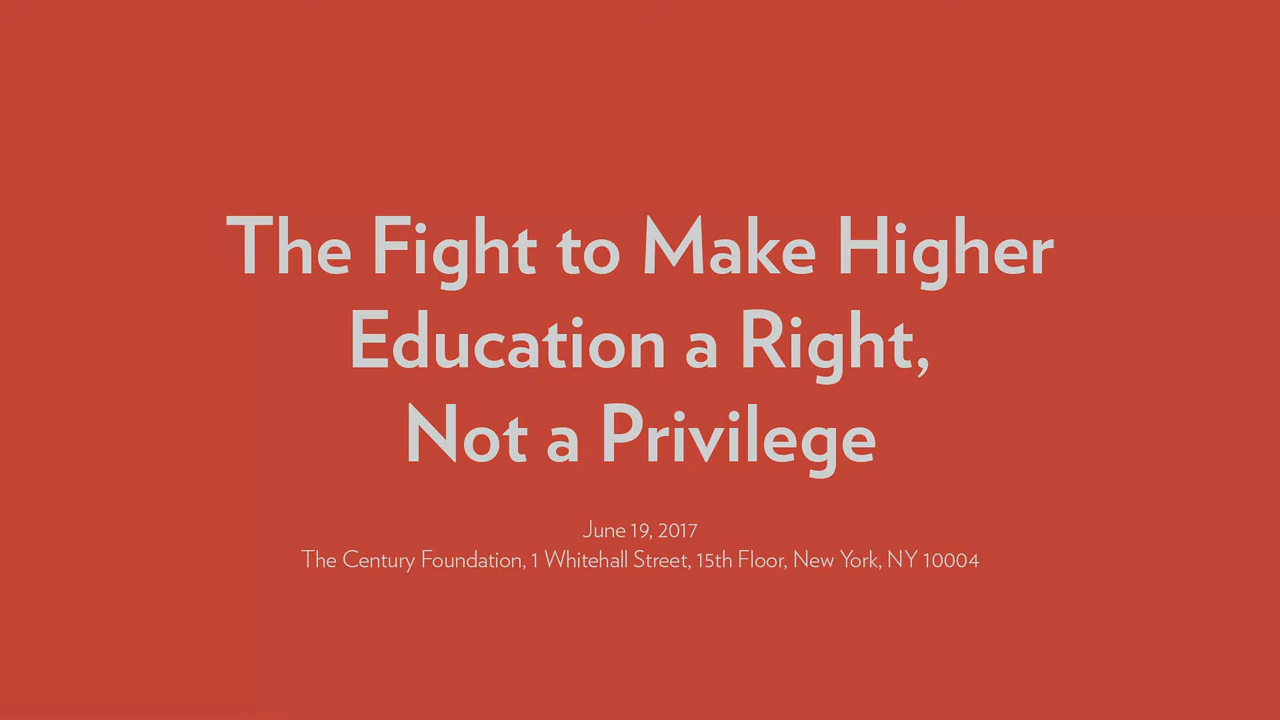 The Fight to Make Higher
Education a Right,
Not a Privilege
June 19, 2017
The Century Foundation, 1 Whitehall Street, 15th Floor, New York, NY 10004